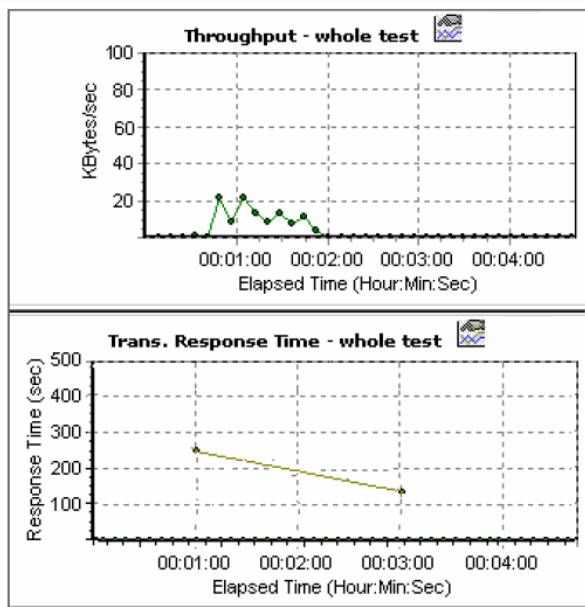 Throughput - whole test
100
80
60
40
20
KBytes/sec
00:01:00 00:02:00 00:03:00 00:04:00
Elapsed Time (Hour:Min:Sec)
Trans. Response Time - whole test
500
400
300
200
100
Response Time (sec)
00:01:00 00:02:00 00:03:00 00:04:00
Elapsed Time (Hour:Min:Sec)